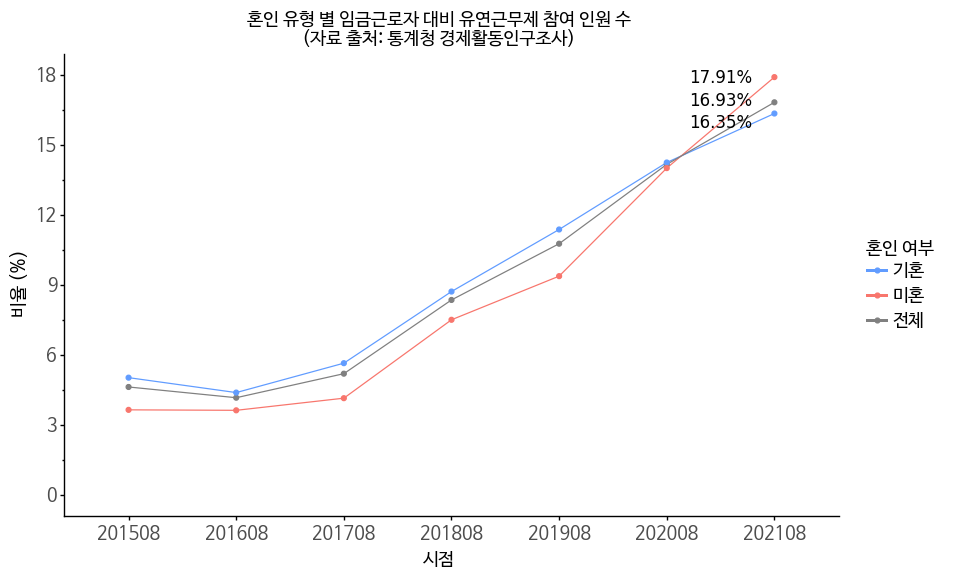 혼인 유형 별 임금근로자 대비 유연근무제 참여 인원 수
(자료 출처: 통계청 경제활동인구조사)
비율 (%)
18
15
12
9
6
3
0
17.91%
16.93%
16.35%
201508
201608
201708
201808
201908
202008
202108
시점
혼인 여부
기혼
미혼
전체